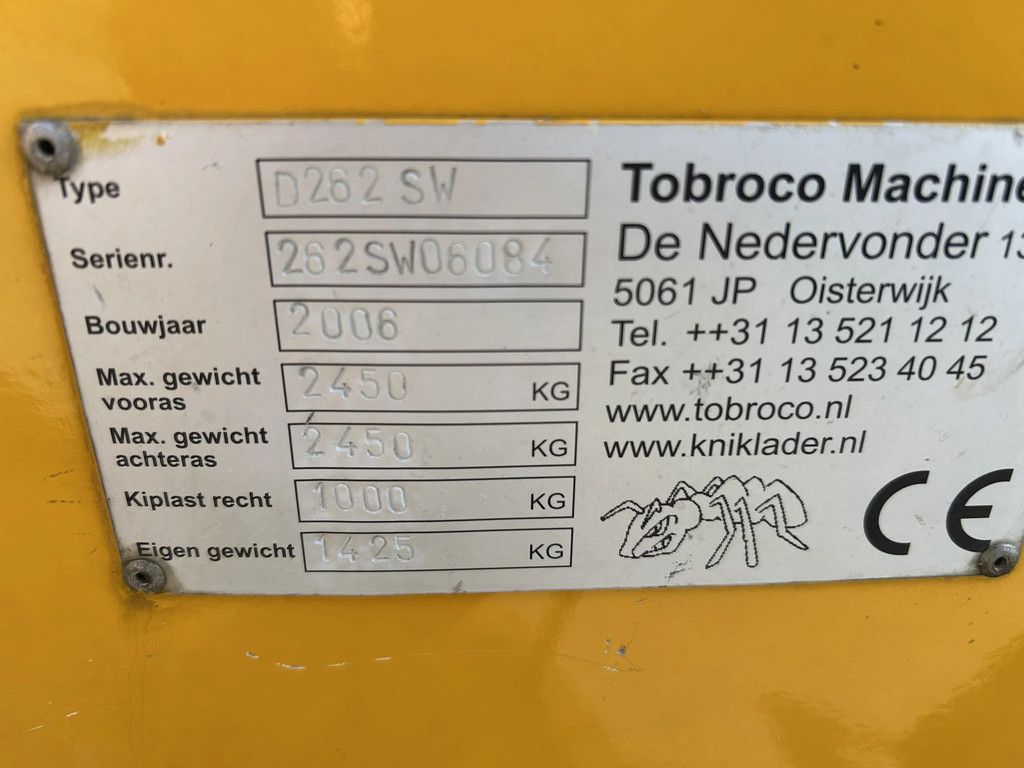 Type D262 SW
Serienr. 262SW06084
Bouwjaar 2006
Max. gewicht
vooras 2450 KG
Max. gewicht
achteras 2450 KG
Kiplast recht 1000 KG
Eigen gewicht 1425 KG
Tobroco Machine
De Nedervonder 13
5061 JP Oisterwijk
Tel. ++31 13 521 12 12
Fax ++31 13 523 40 45
www.tobroco.nl
www.kniklader.nl
CE